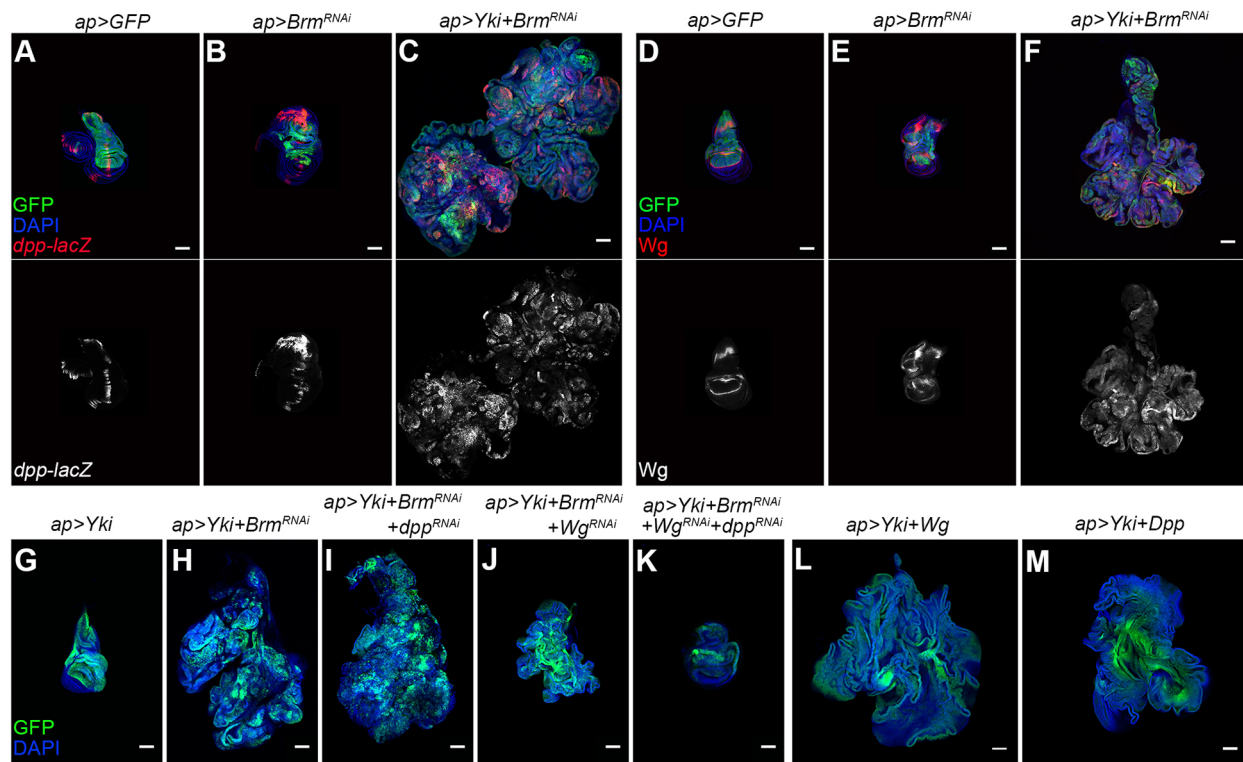 ap>GFP
ap>Brm^RNAi
ap>Yki+Brm^RNAi
ap>GFP
ap>Brm^RNAi
ap>Yki+Brm^RNAi
A
B
C
D
E
F
GFP
DAPI
dpp-lacZ
GFP
DAPI
Wg
dpp-lacZ
Wg
ap>Yki
ap>Yki+Brm^RNAi
ap>Yki+Brm^RNAi
+dpp^RNAi
ap>Yki+Brm^RNAi
+Wg^RNAi
ap>Yki+Brm^RNAi
+Wg^RNAi+dpp^RNAi
ap>Yki+Wg
ap>Yki+Dpp
G
H
I
J
K
L
M
GFP
DAPI